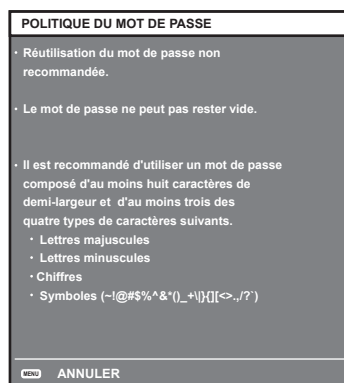 POLITIQUE DU MOT DE PASSE
· Réutilisation du mot de passe non
recommandée.
· Le mot de passe ne peut pas rester vide.
· Il est recommandé d'utiliser un mot de passe
composé d'au moins huit caractères de
demi-largeur et d'au moins trois des
quatre types de caractères suivants.
· Lettres majuscules
· Lettres minuscules
· Chiffres
· Symboles (~!@#$%^&*()_+\|}{][<>.,/?`)
MENU ANNULER